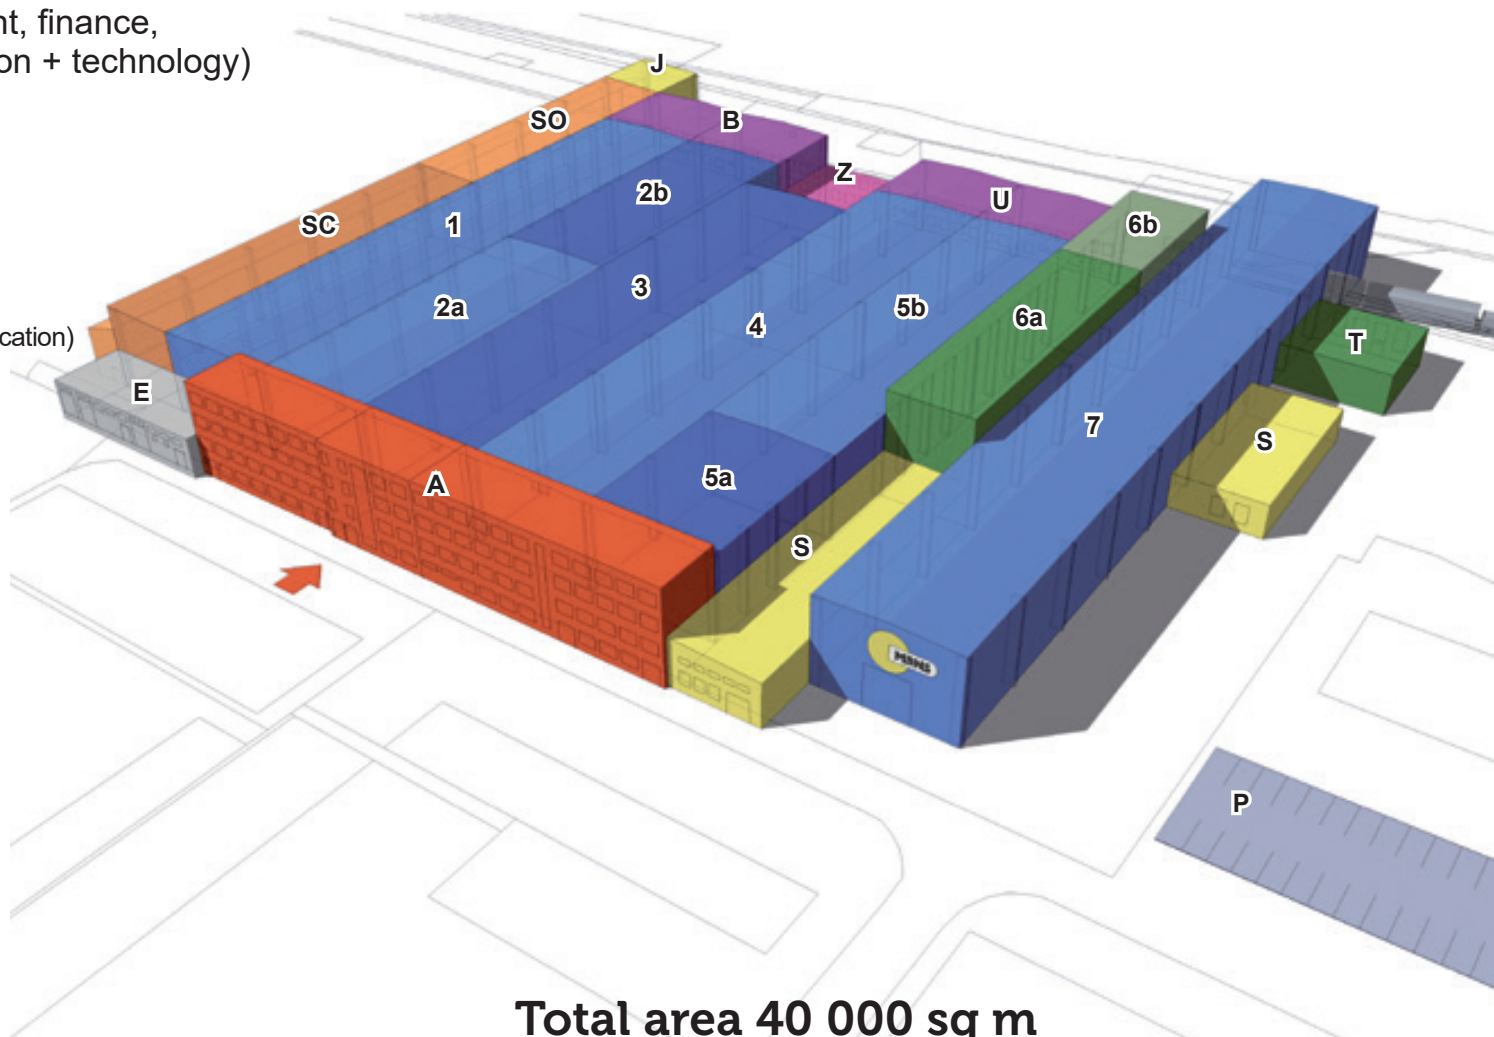 nt, finance,
on + technology)
J
SO
B
Z
2b
U
SC
1
6b
3
2a
5b
4
6a
cation)
T
E
7
S
5a
A
S
P
Total area 40 000 sq m